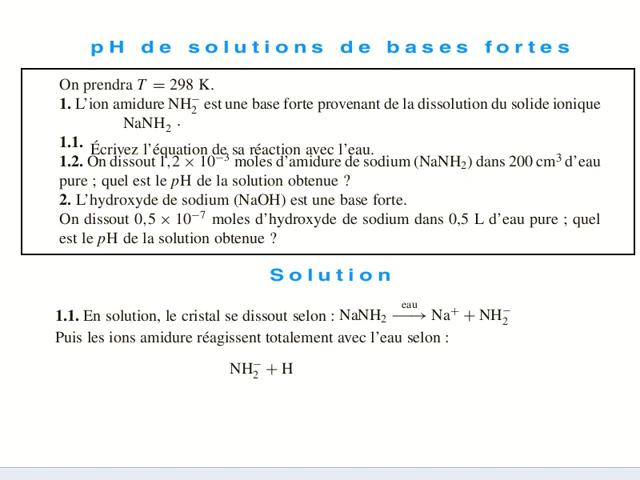 pH de solutions de bases fortes
On prendra T = 298 K.
1. L'ion amidure NH₂⁻ est une base forte provenant de la dissolution du solide ionique
NaNH₂ .
1.1. Écrivez l'équation de sa réaction avec l'eau.
1.2. On dissout 1,2 × 10⁻³ moles d'amidure de sodium (NaNH₂) dans 200 cm³ d'eau
pure ; quel est le pH de la solution obtenue ?
2. L'hydroxyde de sodium (NaOH) est une base forte.
On dissout 0,5 × 10⁻⁷ moles d'hydroxyde de sodium dans 0,5 L d'eau pure ; quel
est le pH de la solution obtenue ?
Solution
1.1. En solution, le cristal se dissout selon : NaNH₂ —eau→ Na⁺ + NH₂⁻
Puis les ions amidure réagissent totalement avec l'eau selon :
NH₂⁻ + H